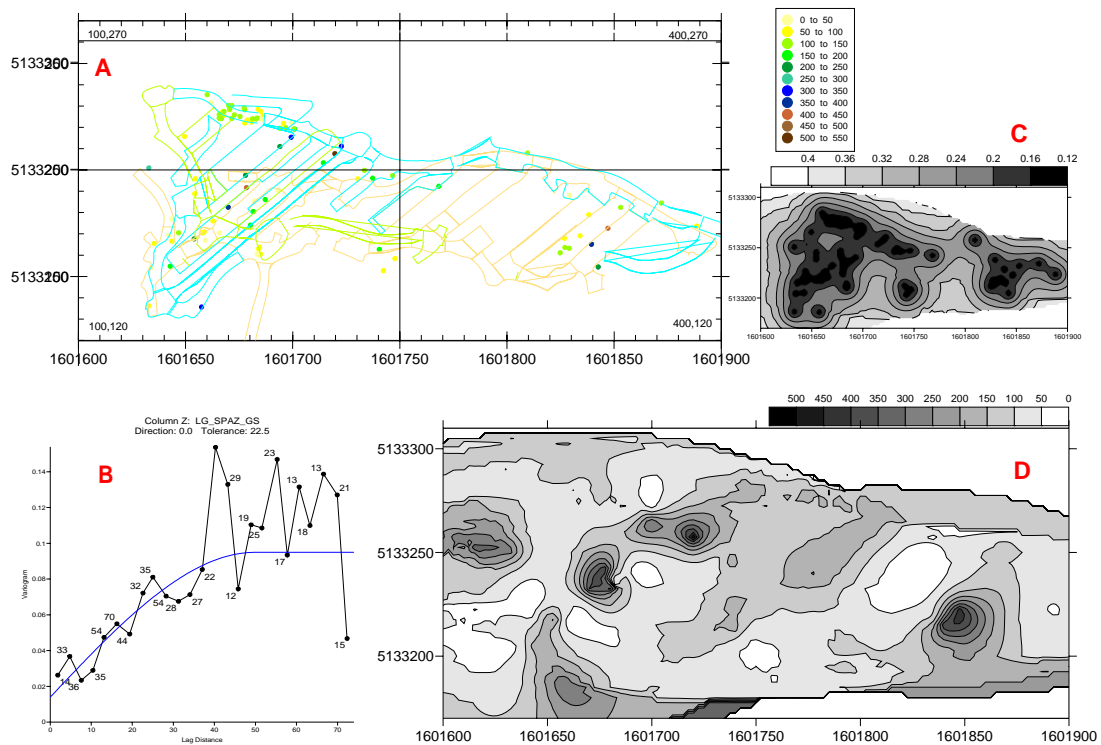 A
100,270
400,270
100,120
400,120
1601600 1601650 1601700 1601750 1601800 1601850 1601900
0 to 50
50 to 100
100 to 150
150 to 200
200 to 250
250 to 300
300 to 350
350 to 400
400 to 450
450 to 500
500 to 550
C
0.4 0.36 0.32 0.28 0.24 0.2 0.16 0.12
5133300
5133250
5133200
1601600 1601650 1601700 1601750 1601800 1601850 1601900
Column Z: LG_SPAZ_GS
Direction: 0.0 Tolerance: 22.5
B
Variogram
0.14
0.12
0.1
0.08
0.06
0.04
0.02
0
14 33 36 35 54 70 44 32 35 54 28 27 22 29 12 19 25 23 17 13 18 13 21 15
0 10 20 30 40 50 60 70
Lag Distance
500 450 400 350 300 250 200 150 100 50 0
D
5133300
5133250
5133200
1601600 1601650 1601700 1601750 1601800 1601850 1601900